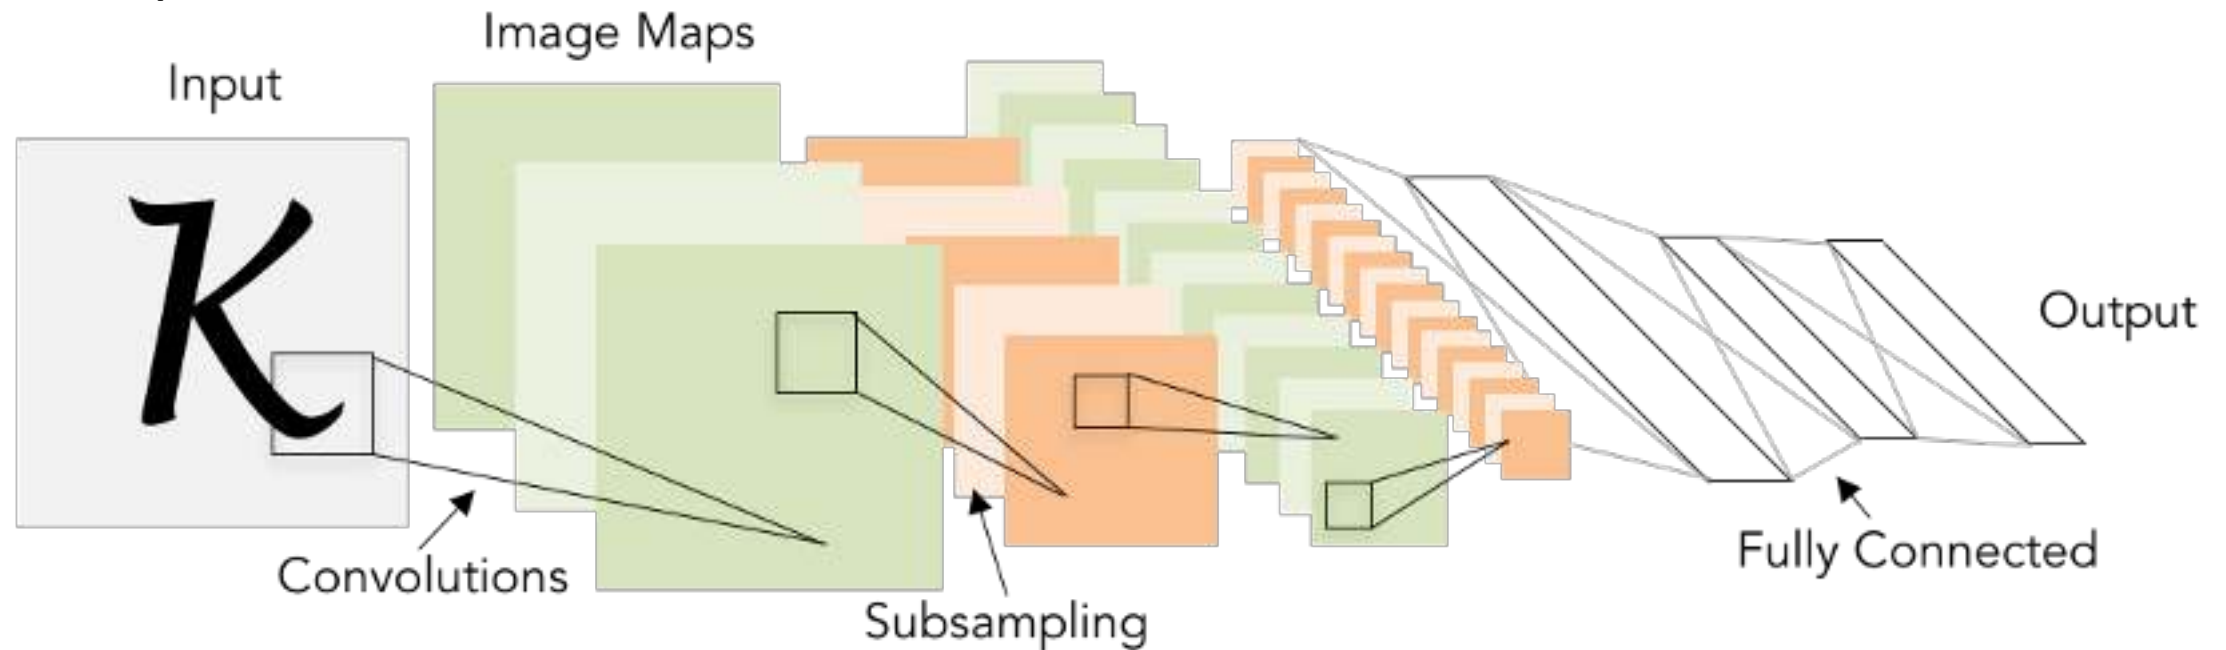 Image Maps
Input
K
Output
Convolutions
Fully Connected
Subsampling